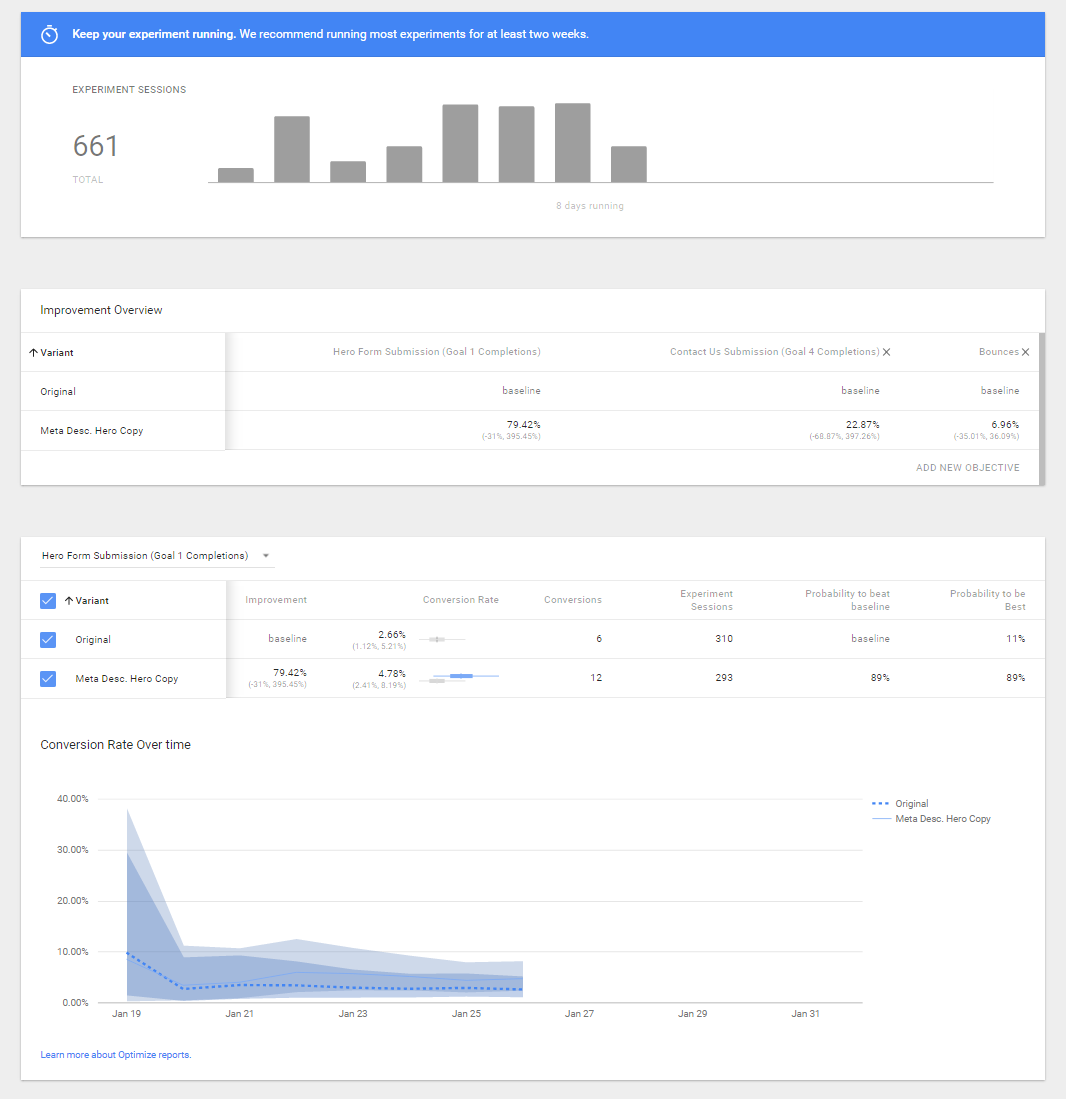 Keep your experiment running. We recommend running most experiments for at least two weeks.
EXPERIMENT SESSIONS
661
TOTAL
8 days running
Improvement Overview
Variant Hero Form Submission (Goal 1 Completions) Contact Us Submission (Goal 4 Completions) Bounces
Original baseline baseline baseline
Meta Desc. Hero Copy 79.42% 22.87% 6.96%
(-31%, 395.45%) (-68.87%, 397.26%) (-35.01%, 36.09%)
ADD NEW OBJECTIVE
Hero Form Submission (Goal 1 Completions)
Variant Improvement Conversion Rate Conversions Experiment Sessions Probability to beat baseline Probability to be Best
Original baseline 2.66% 6 310 baseline 11%
(1.12%, 5.21%)
Meta Desc. Hero Copy 79.42% 4.78% 12 293 89% 89%
(-31%, 395.45%) (2.41%, 8.19%)
Conversion Rate Over time
40.00%
30.00%
20.00%
10.00%
0.00%
Jan 19 Jan 21 Jan 23 Jan 25 Jan 27 Jan 29 Jan 31
Original
Meta Desc. Hero Copy
Learn more about Optimize reports.